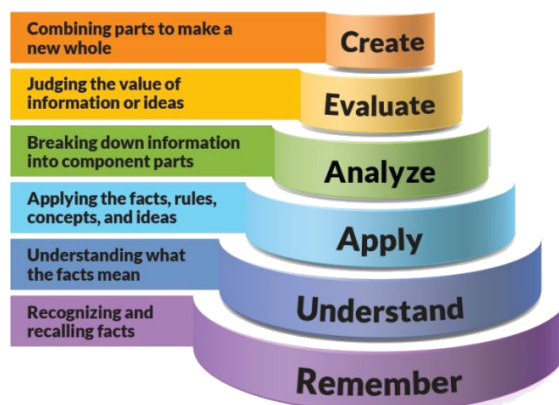 Combining parts to make a
new whole
Create
Judging the value of
information or ideas
Evaluate
Breaking down information
into component parts
Analyze
Applying the facts, rules,
concepts, and ideas
Apply
Understanding what
the facts mean
Understand
Recognizing and
recalling facts
Remember